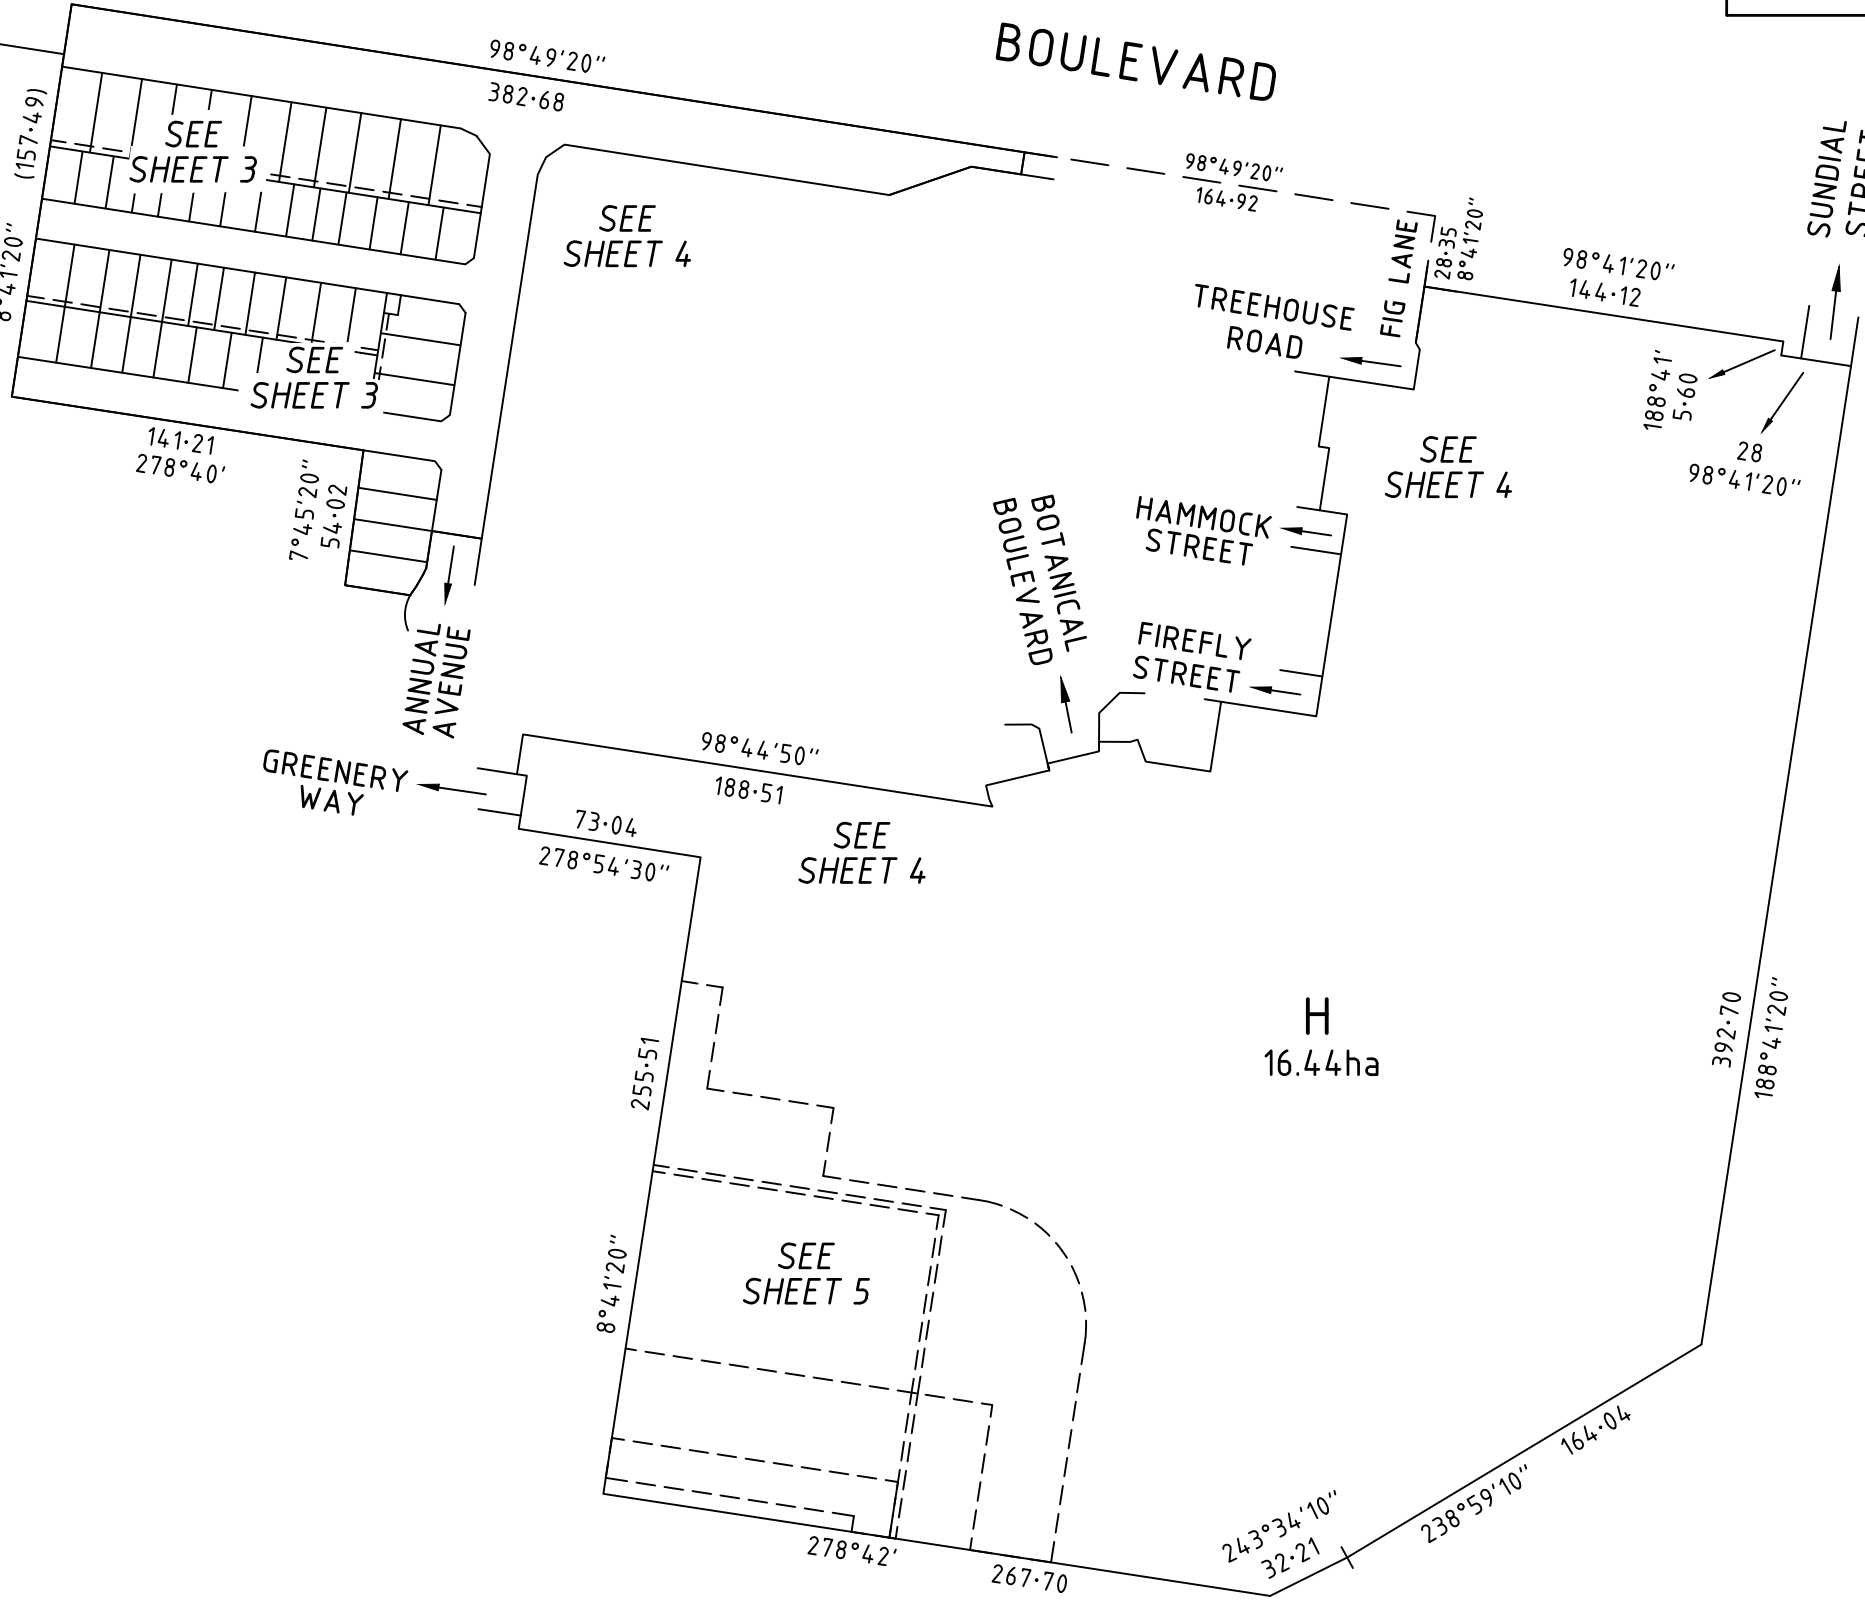 BOULEVARD
98°49'20"
382·68
(157·49)
8°41'20"
SEE
SHEET 3
SEE
SHEET 4
98°49'20"
164·92
FIG LANE
28·35
8°41'20"
SUNDIAL
STREET
98°41'20"
144·12
TREEHOUSE
ROAD
188°41'
5·60
28
98°41'20"
SEE
SHEET 3
141·21
278°40'
7°45'20"
54·02
SEE
SHEET 4
HAMMOCK
STREET
BOTANICAL
BOULEVARD
FIREFLY
STREET
ANNUAL
AVENUE
GREENERY
WAY
98°44'50"
188·51
73·04
278°54'30"
SEE
SHEET 4
H
16.44ha
392·70
188°41'20"
255·51
8°41'20"
SEE
SHEET 5
164·04
238°59'10"
243°34'10"
32·21
278°42'
267·70